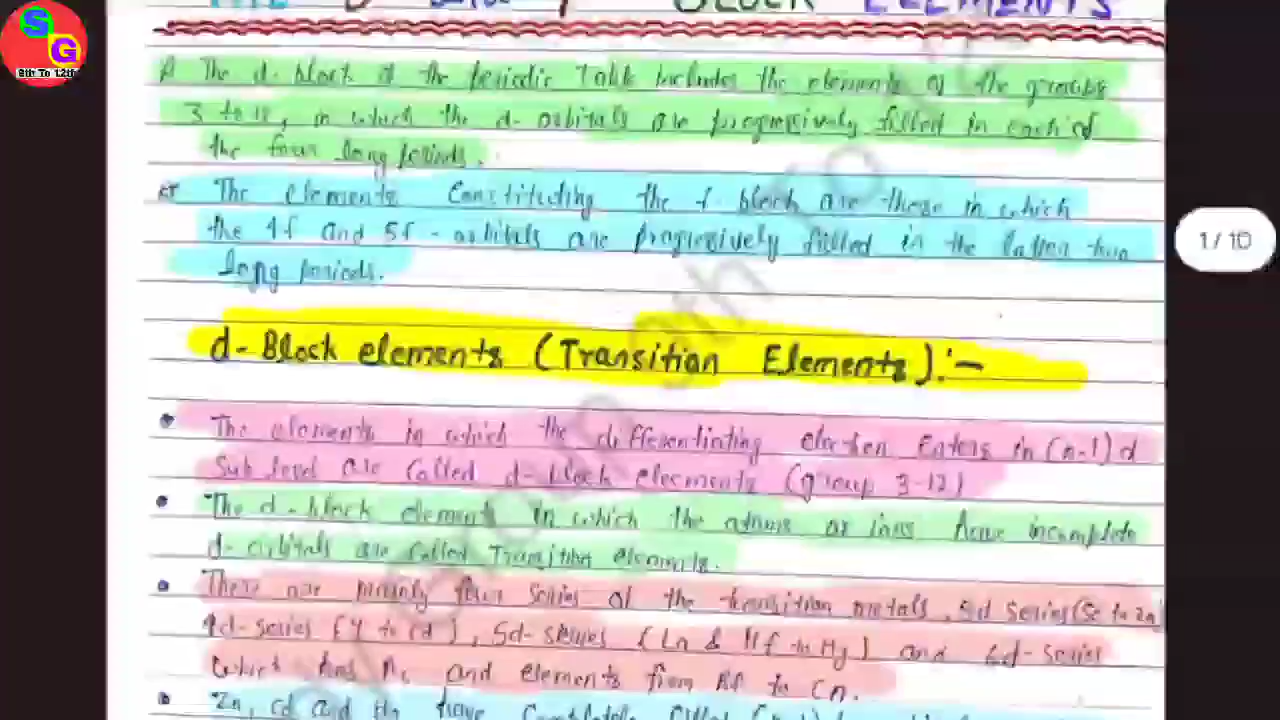 SG
8th To 12th
BLOCK ELEMENTS
The d-block of the periodic Table includes the elements of the groups
3 to 12, in which the d-orbitals are progressively filled in each of
the four long periods.
The elements constituting the f block are those in which
the 4f and 5f-orbitals are progressively filled in the latter two
long periods.
1/10
d-Block elements (Transition Elements):-
The elements in which the differentiating electron Enters in (n-1)d
Sub level are called d-block elements (group 3-12)
The d-block elements in which the atoms or ions have incomplete
d-orbitals are called Transition elements.
There are mainly four series of the transition metals, 3d series (Sc to Zn)
4d-series (Y to Cd), 5d-series (La & Hf to Hg) and 6d-series
which has Ac and elements from Rf to Cn.
Zn, Cd and Hg have Completely filled